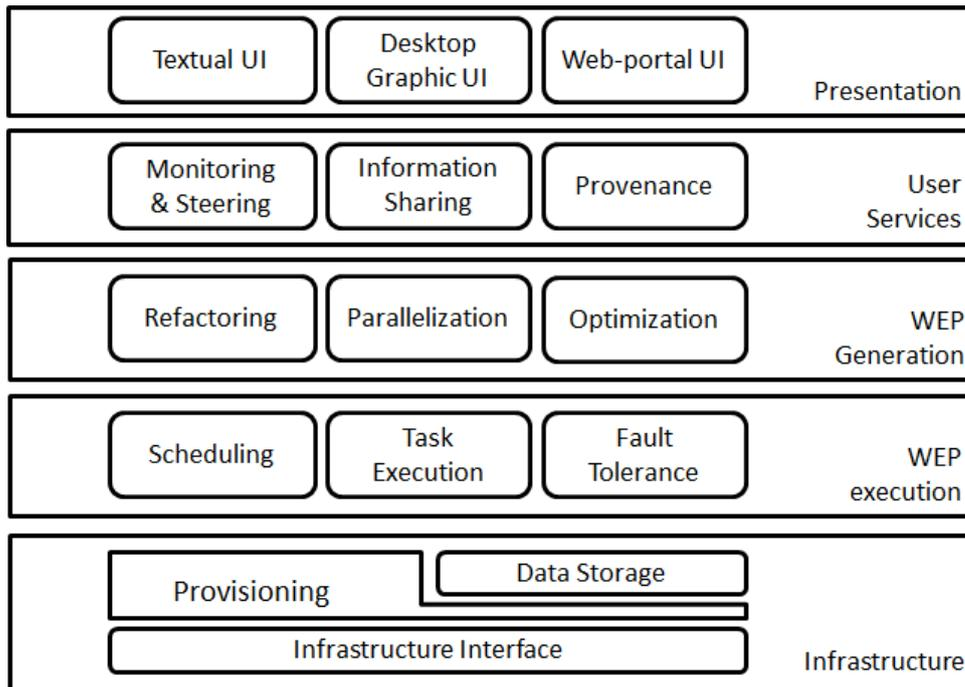 Textual UI
Desktop
Graphic UI
Web-portal UI
Presentation
Monitoring
& Steering
Information
Sharing
Provenance
User
Services
Refactoring
Parallelization
Optimization
WEP
Generation
Scheduling
Task
Execution
Fault
Tolerance
WEP
execution
Provisioning
Data Storage
Infrastructure Interface
Infrastructure